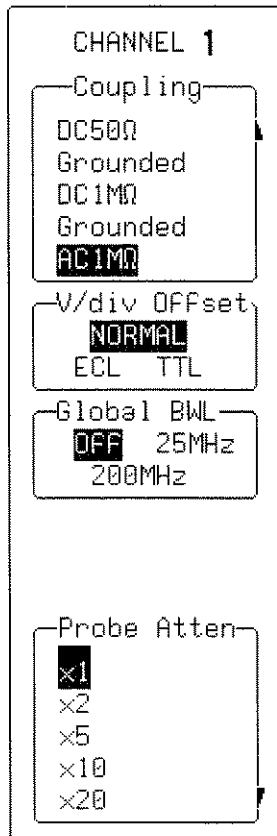 CHANNEL 1
Coupling
DC50Ω
Grounded
DC1MΩ
Grounded
AC1MΩ
V/div Offset
NORMAL
ECL TTL
Global BWL
OFF 25MHz
200MHz
Probe Atten
×1
×2
×5
×10
×20